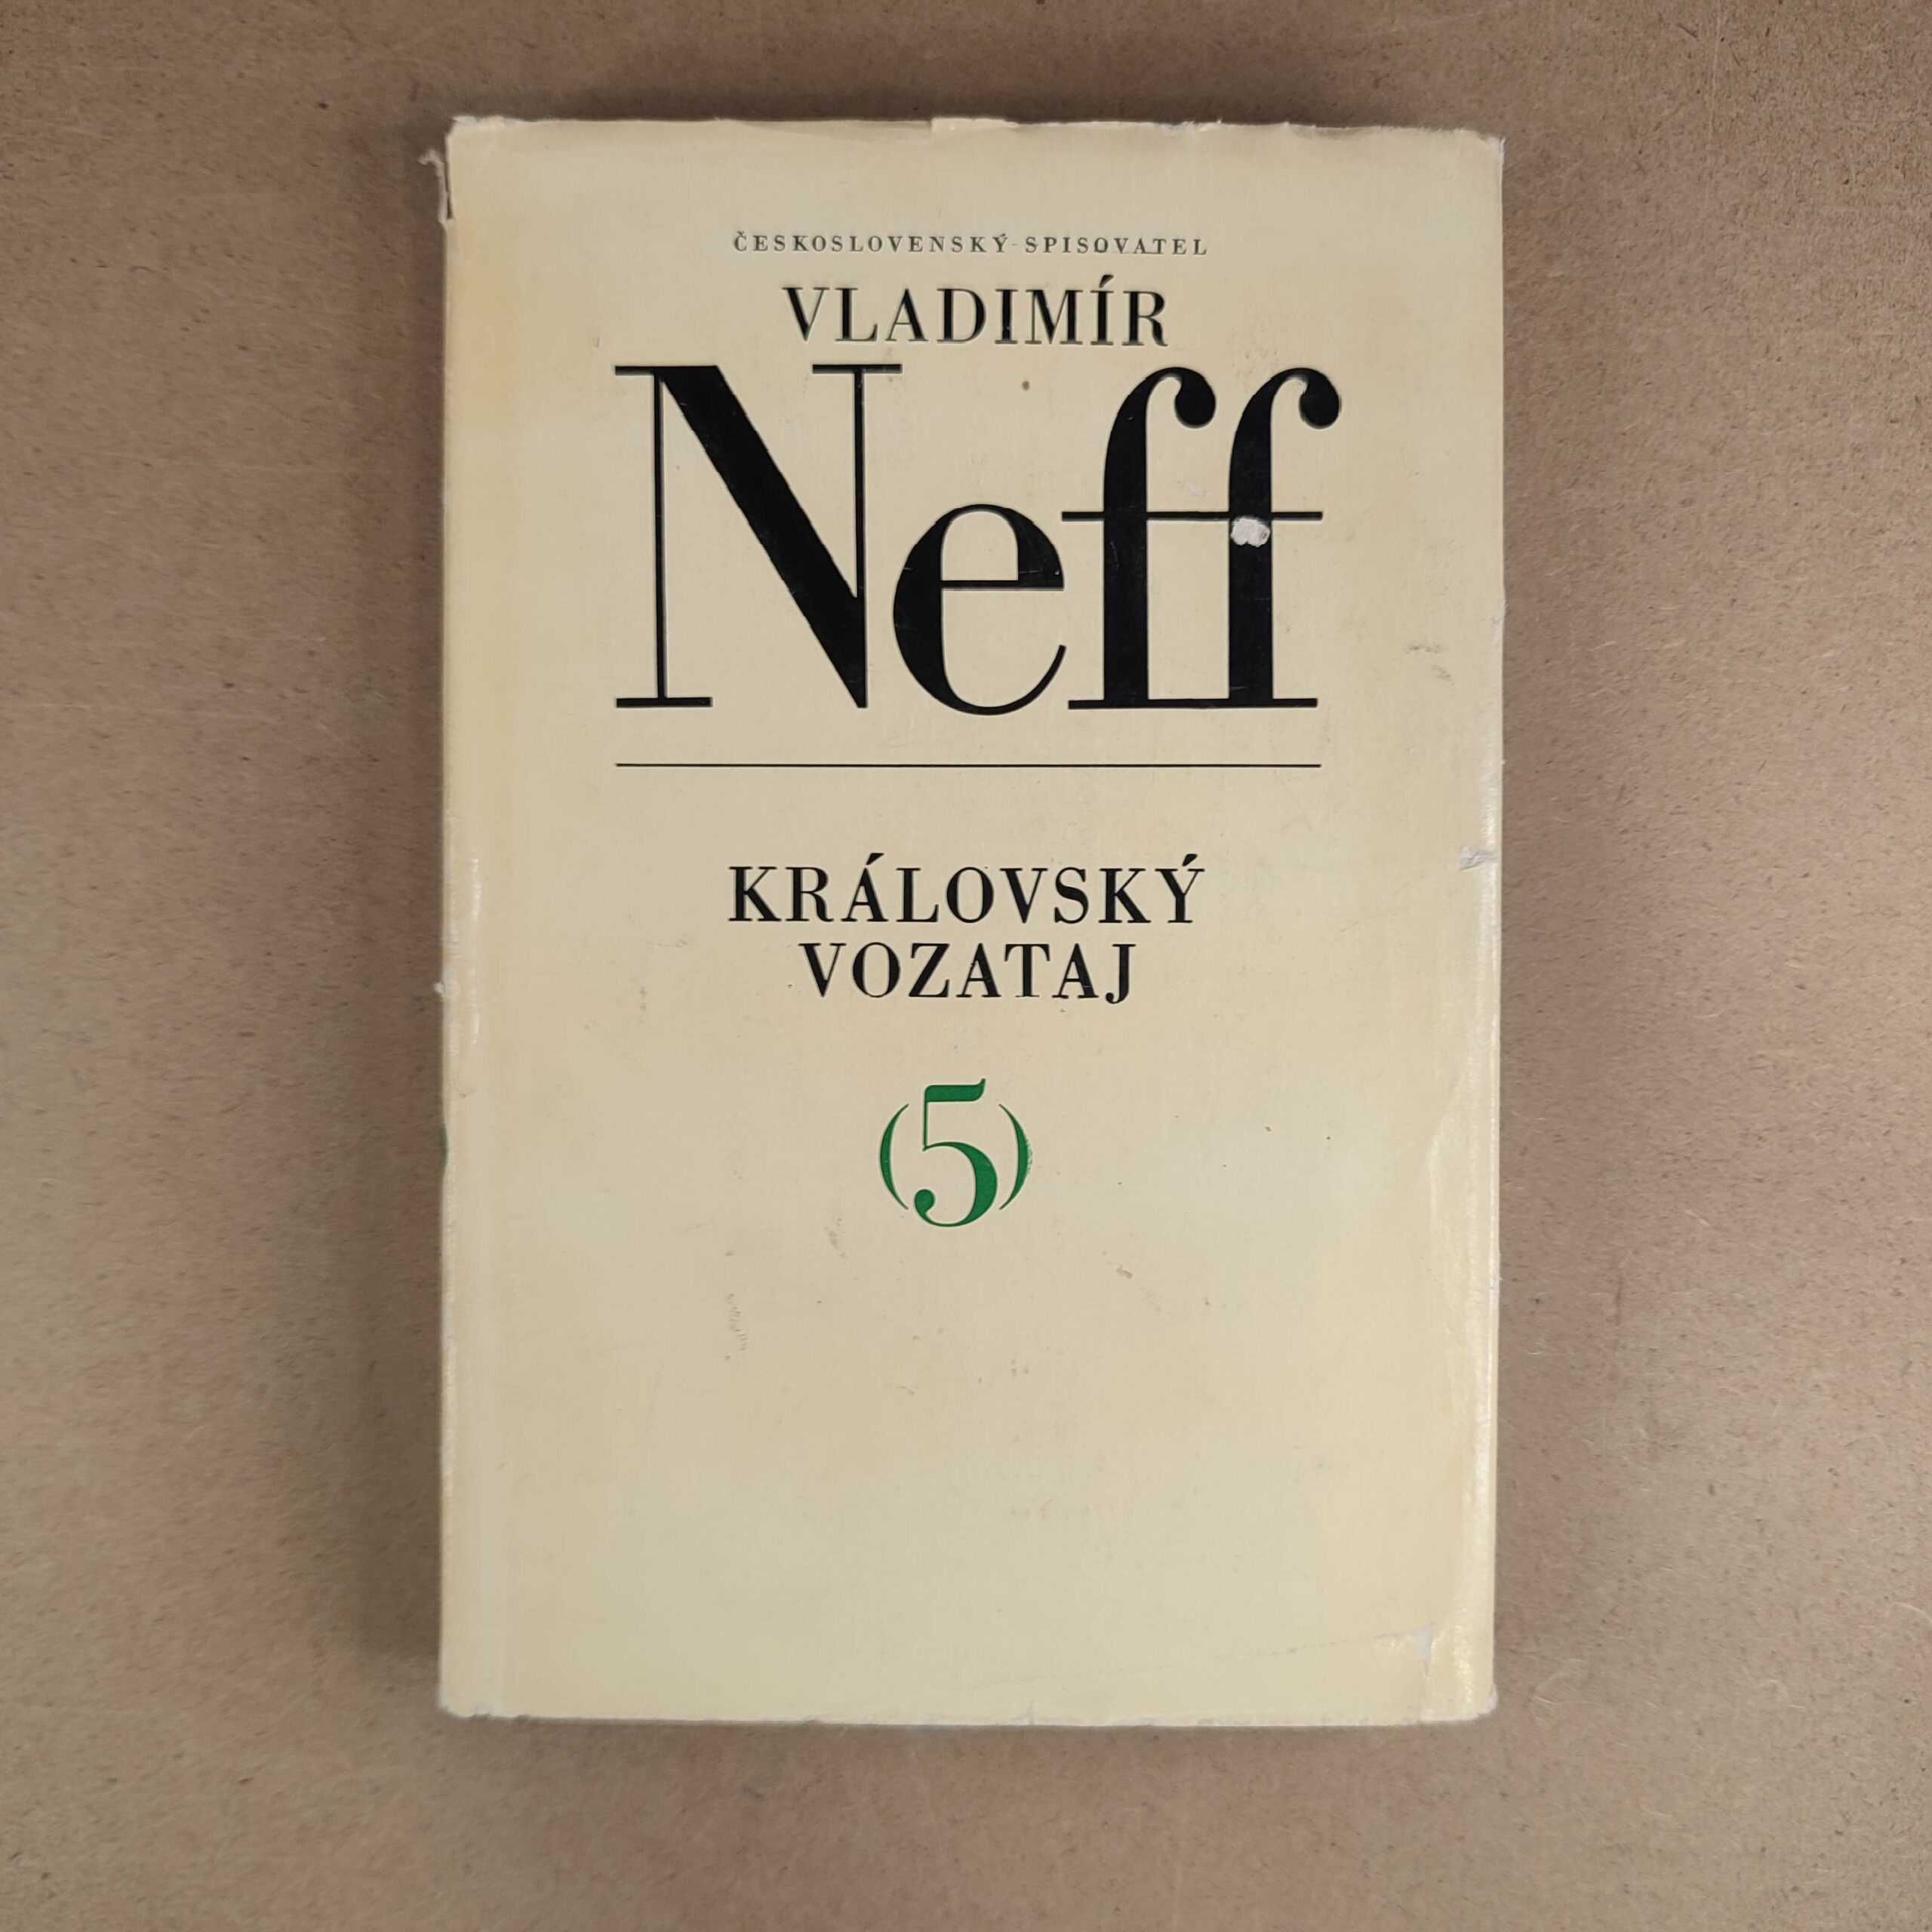 ČESKOSLOVENSKÝ SPISOVATEL
VLADIMÍR
Neff
KRÁLOVSKÝ
VOZATAJ
(5)